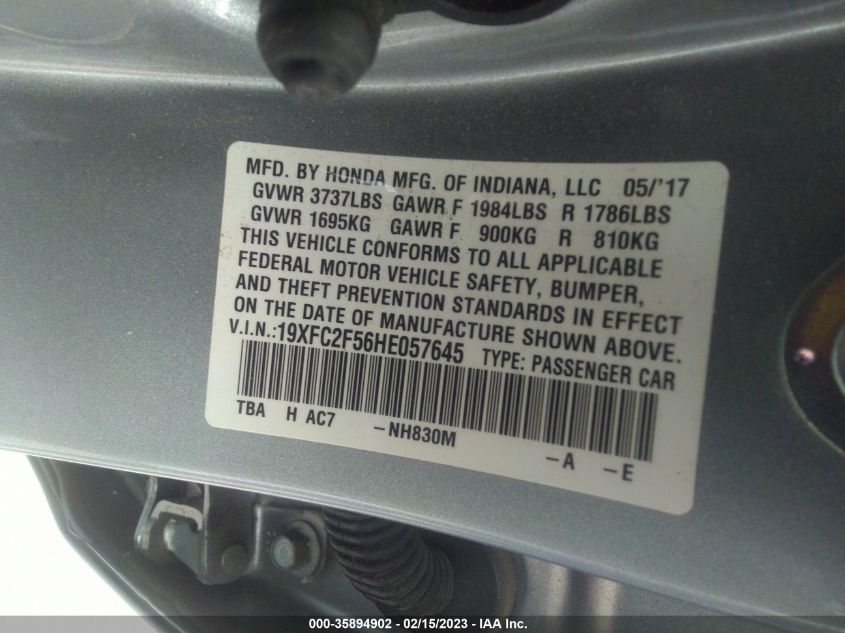 MFD. BY HONDA MFG. OF INDIANA, LLC 05/'17
GVWR 3737LBS GAWR F 1984LBS R 1786LBS
GVWR 1695KG GAWR F 900KG R 810KG
THIS VEHICLE CONFORMS TO ALL APPLICABLE
FEDERAL MOTOR VEHICLE SAFETY, BUMPER,
AND THEFT PREVENTION STANDARDS IN EFFECT
ON THE DATE OF MANUFACTURE SHOWN ABOVE.
V.I.N.:19XFC2F56HE057645 TYPE: PASSENGER CAR
TBA H AC7 -NH830M -A -E
000-35894902 - 02/15/2023 - IAAI Inc.